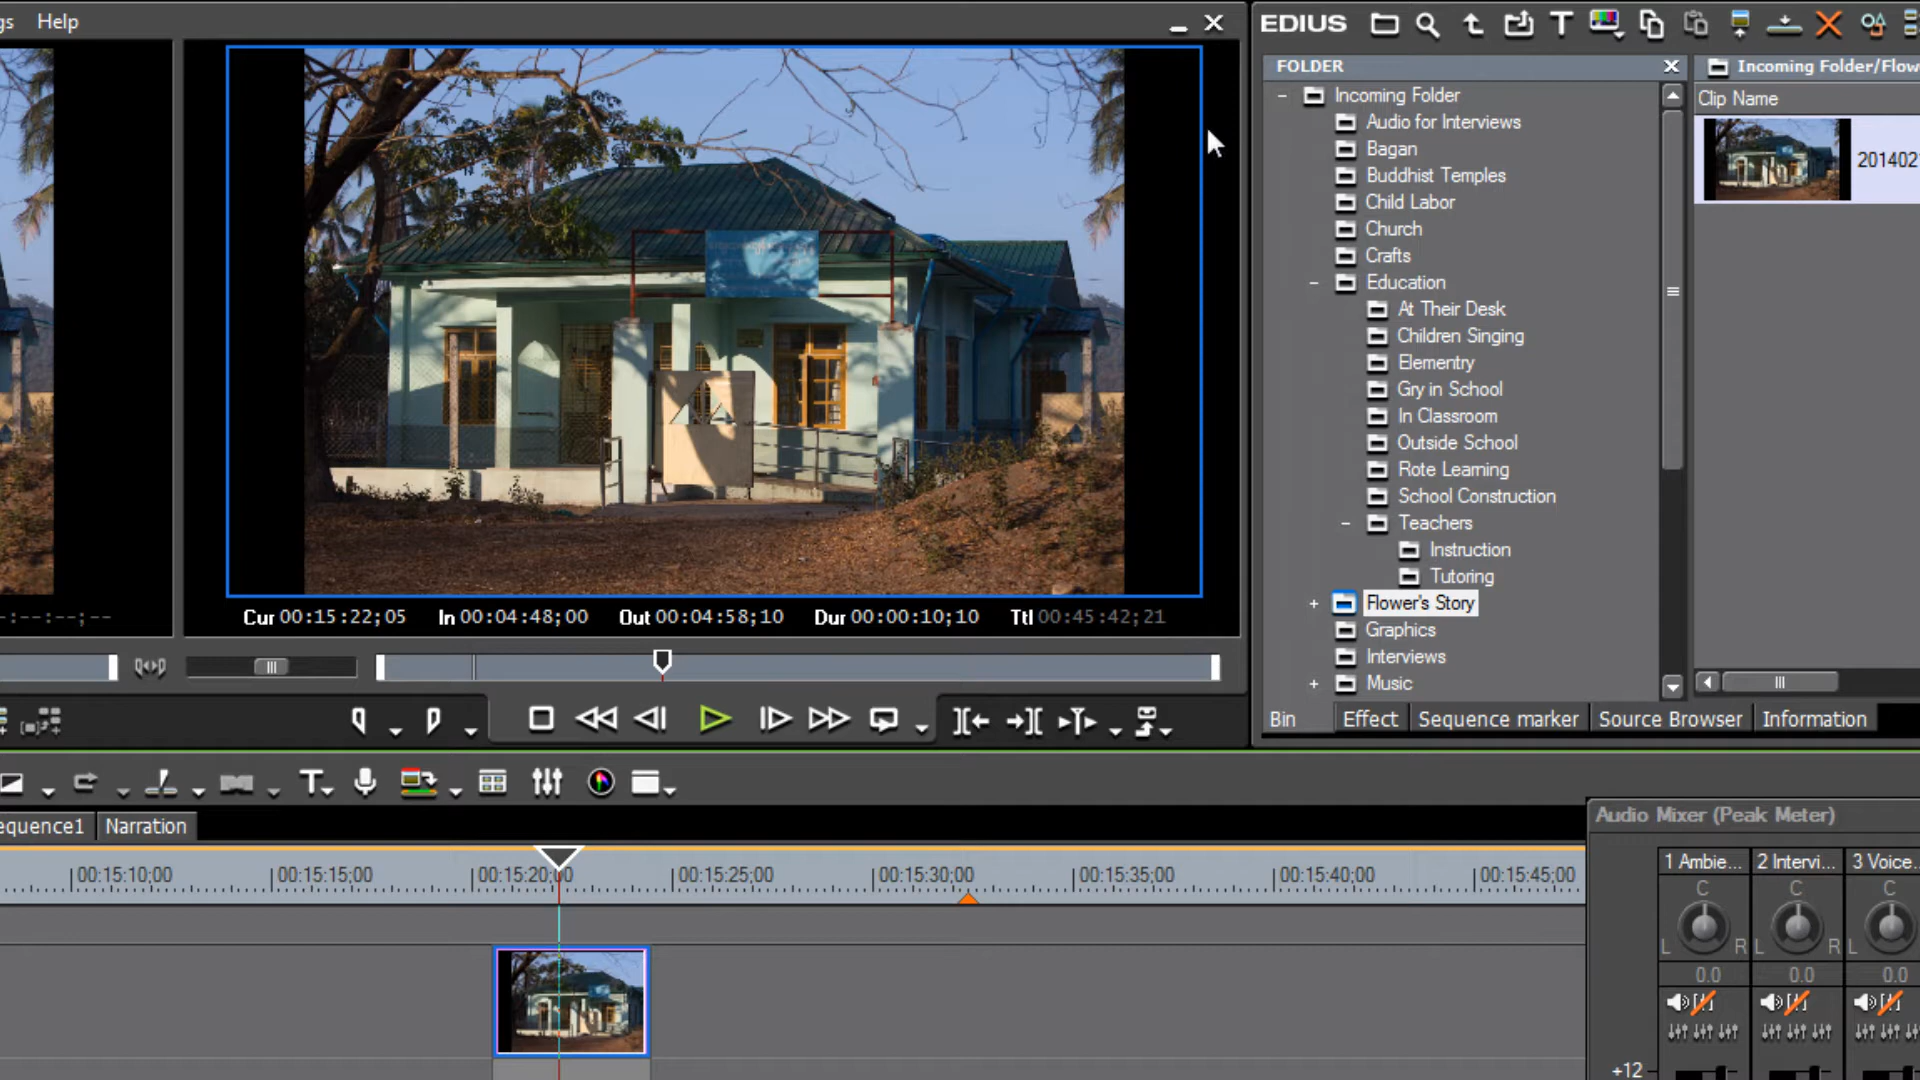 gs Help
EDIUS
FOLDER
Incoming Folder/Flow
Clip Name
201402
Incoming Folder
Audio for Interviews
Bagan
Buddhist Temples
Child Labor
Church
Crafts
Education
At Their Desk
Children Singing
Elementry
Gry in School
In Classroom
Outside School
Rote Learning
School Construction
Teachers
Instruction
Tutoring
Flower's Story
Graphics
Interviews
Music
--:--;--
Cur 00:15:22;05 In 00:04:48;00 Out 00:04:58;10 Dur 00:00:10;10 Ttl 00:45:42;21
Bin Effect Sequence marker Source Browser Information
equence1 Narration
00:15:10;00 00:15:15;00 00:15:20;00 00:15:25;00 00:15:30;00 00:15:35;00 00:15:40;00 00:15:45;00
Audio Mixer (Peak Meter)
1 Ambie... 2 Intervi... 3 Voice...
C C C
L R L R L
0.0 0.0 0.0
+12